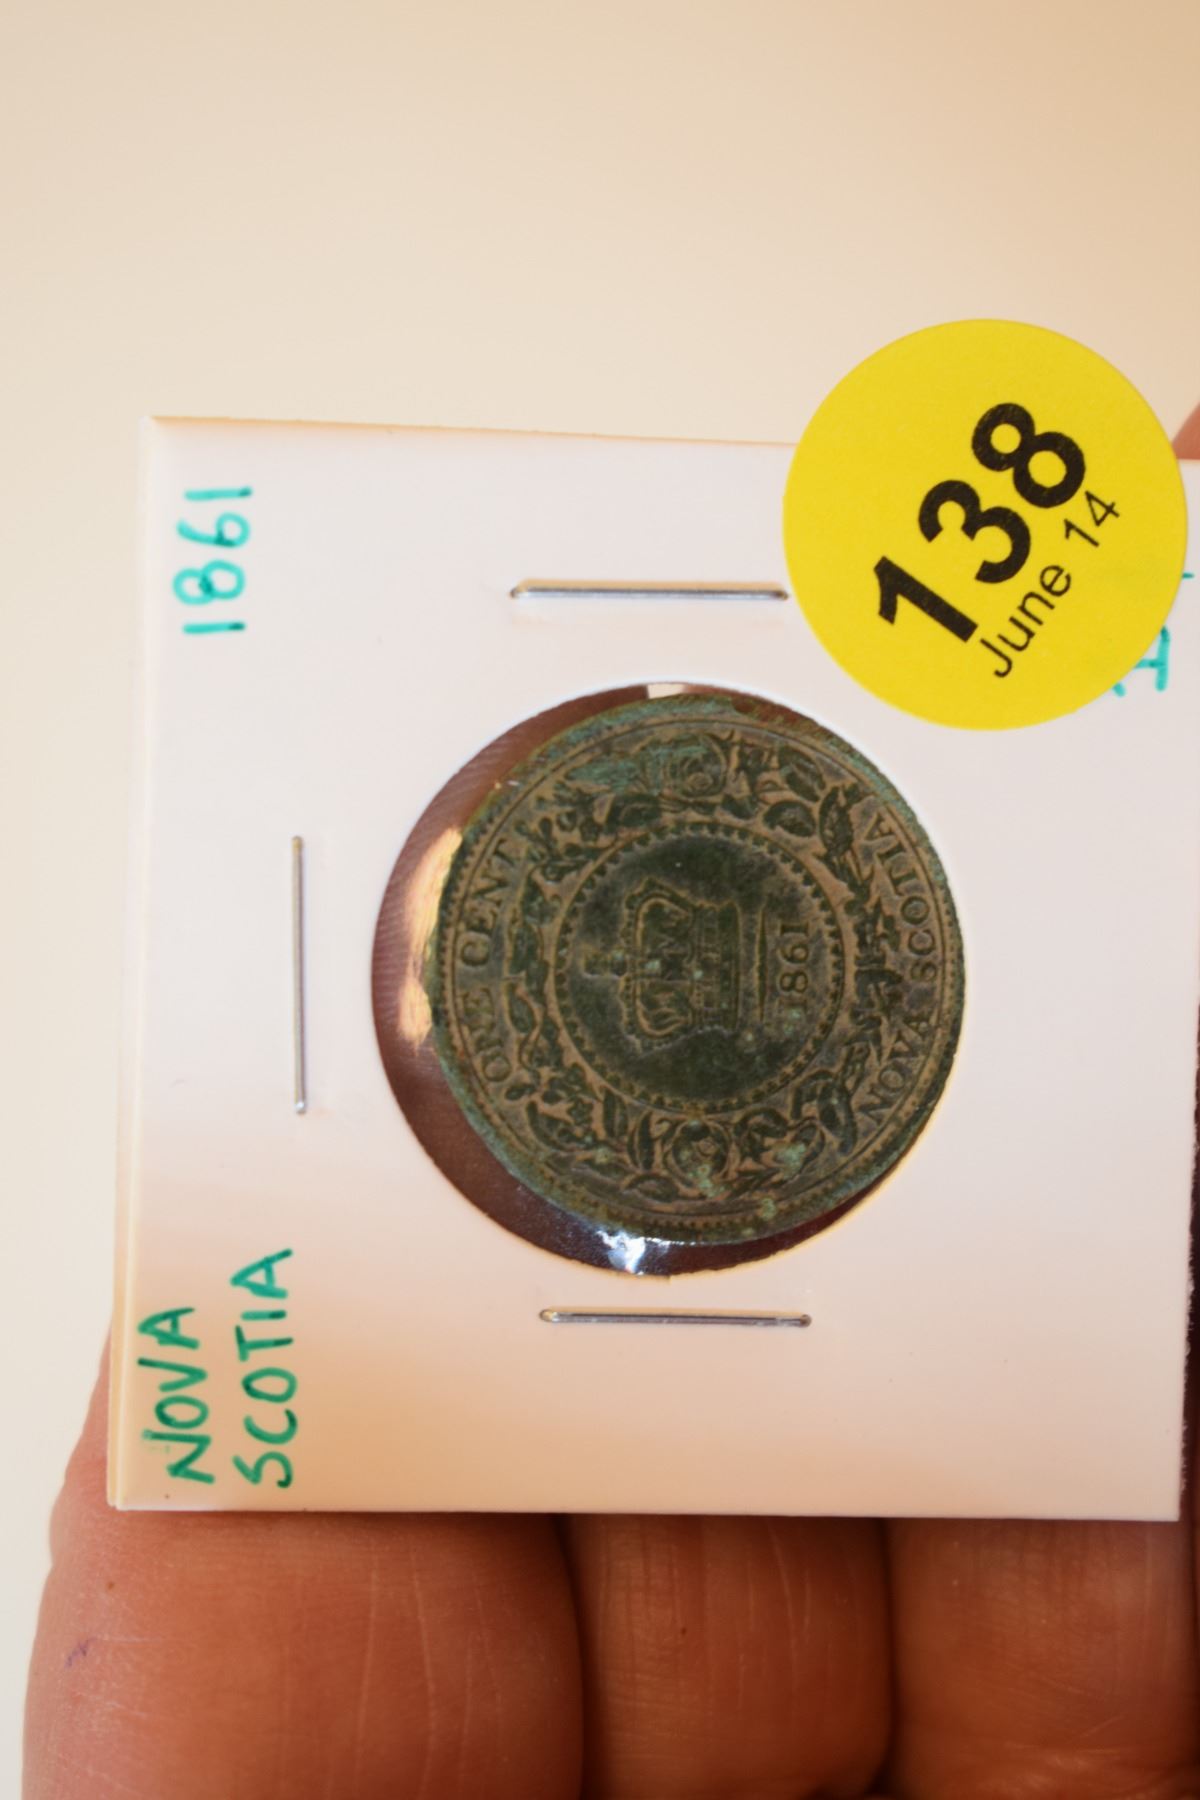 1861
138
June 14
ONE CENT
1861
NOVA SCOTIA
NOVA
SCOTIA